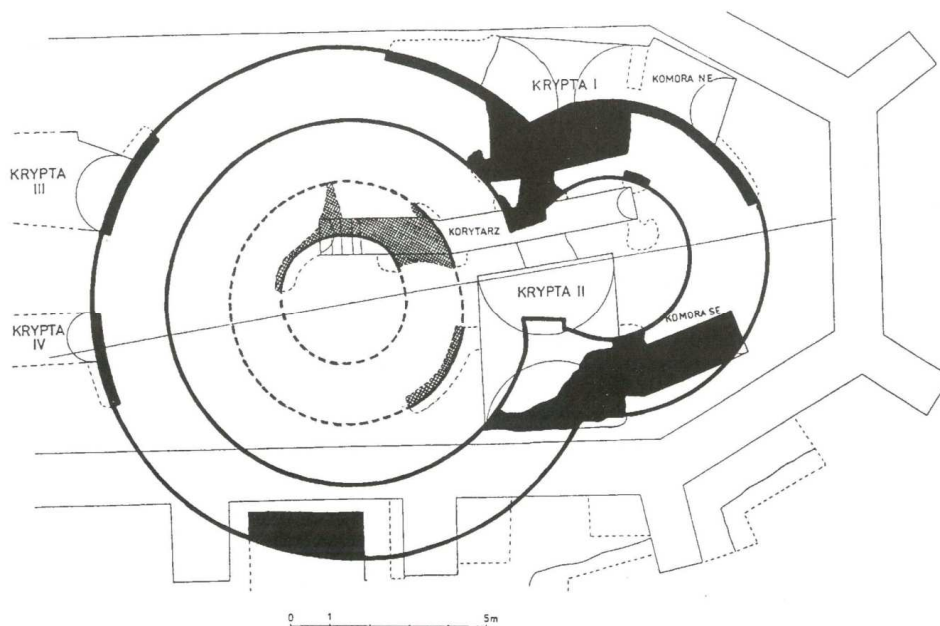 KRYPTA I
KOMORA NE
KRYPTA
III
KORYTARZ
KRYPTA II
KRYPTA
IV
KOMORA SE
0 1 5m